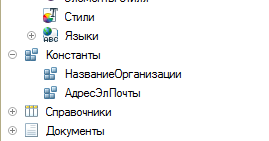 Стили
Языки
Константы
НазваниеОрганизации
АдресЭлПочты
Справочники
Документы